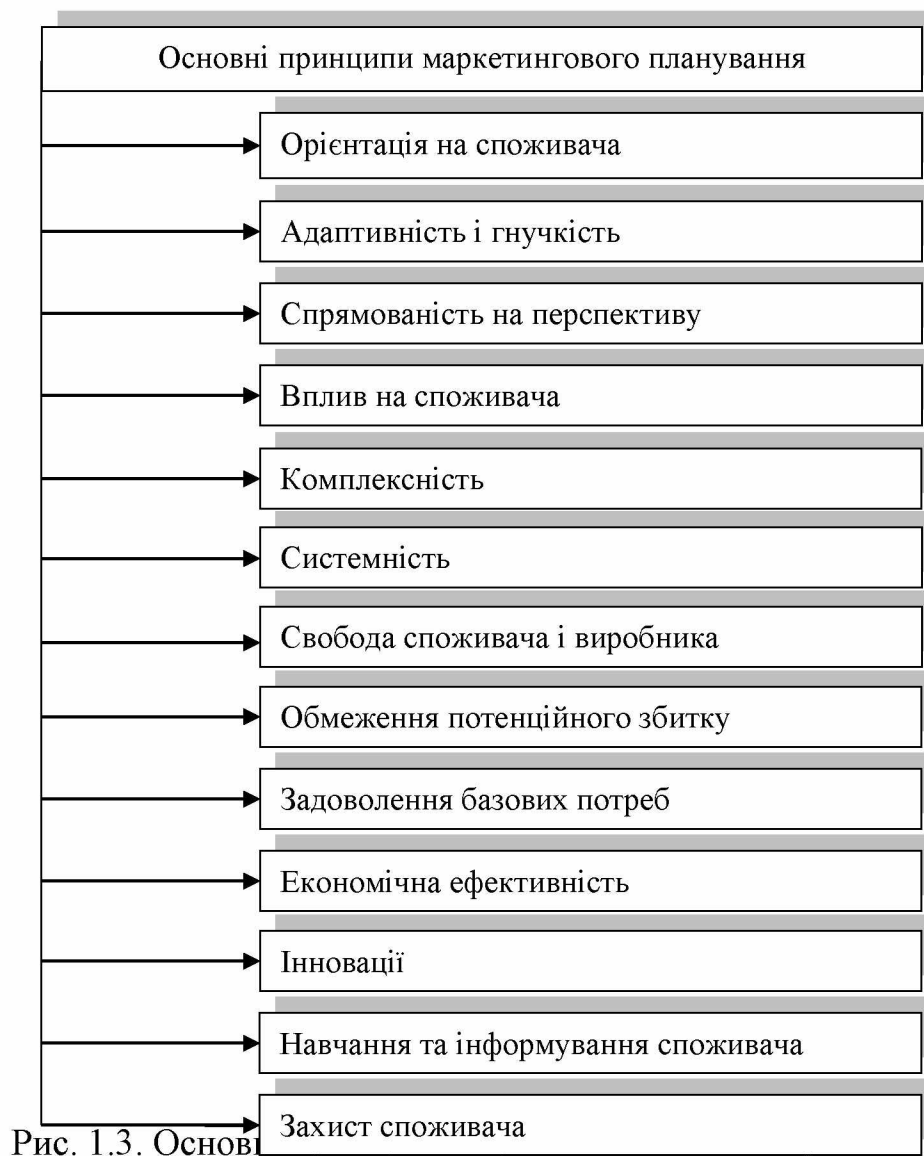 Основні принципи маркетингового планування
Орієнтація на споживача
Адаптивність і гнучкість
Спрямованість на перспективу
Вплив на споживача
Комплексність
Системність
Свобода споживача і виробника
Обмеження потенційного збитку
Задоволення базових потреб
Економічна ефективність
Інновації
Навчання та інформування споживача
Захист споживача
Рис. 1.3.